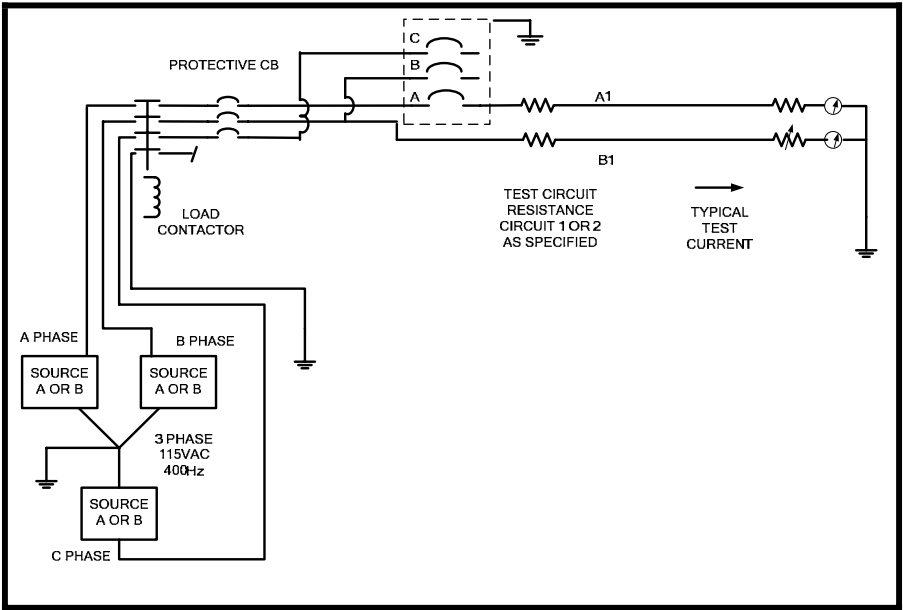 C
PROTECTIVE CB
B
A
A1
B1
TEST CIRCUIT
RESISTANCE
CIRCUIT 1 OR 2
AS SPECIFIED
TYPICAL
TEST
CURRENT
LOAD
CONTACTOR
A PHASE
B PHASE
SOURCE
A OR B
SOURCE
A OR B
3 PHASE
115VAC
400Hz
SOURCE
A OR B
C PHASE